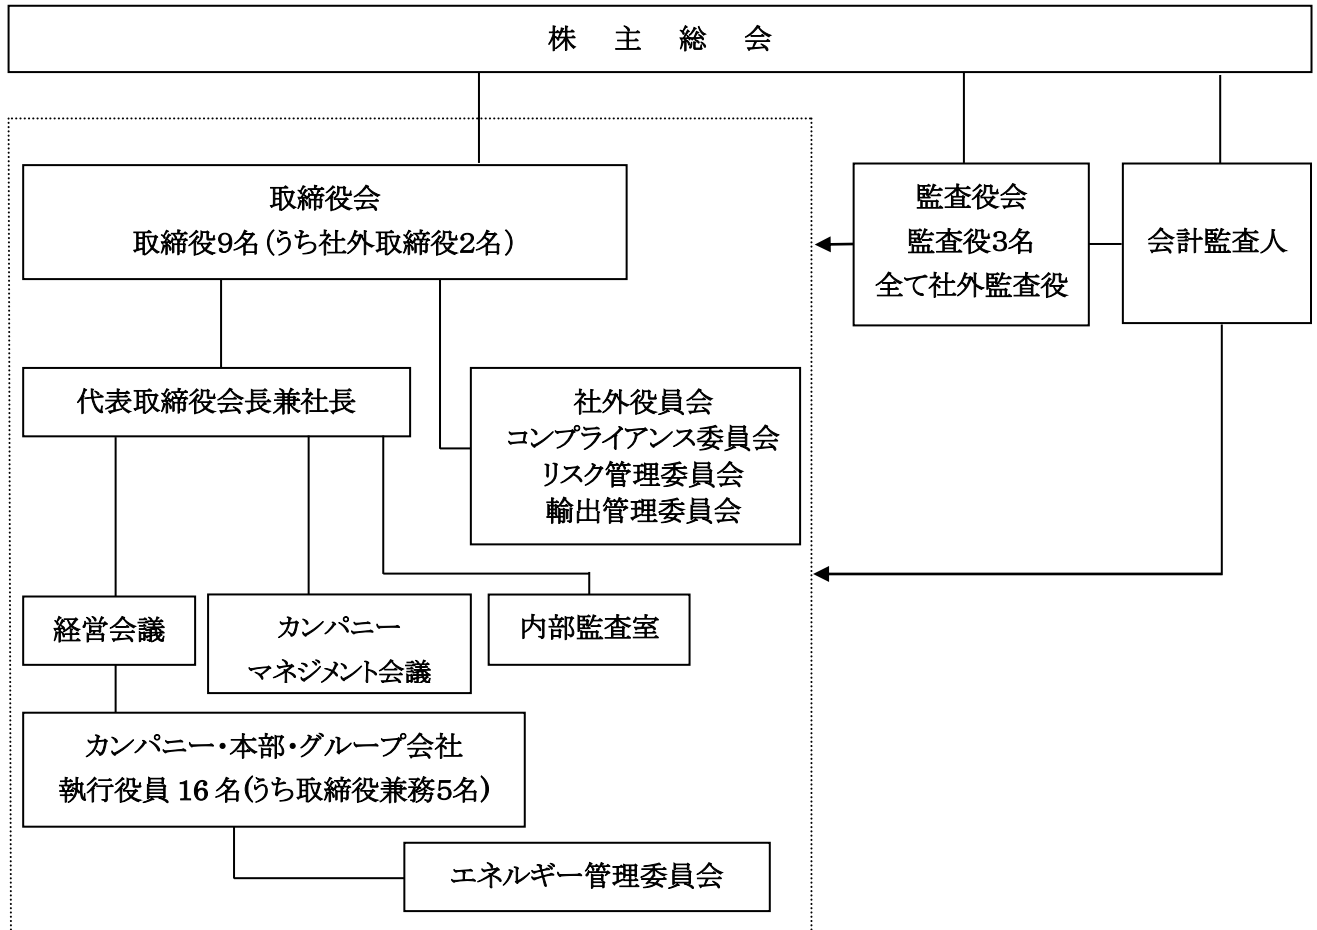 株 主 総 会
取締役会
取締役9名(うち社外取締役2名)
監査役会
監査役3名
全て社外監査役
会計監査人
代表取締役会長兼社長
社外役員会
コンプライアンス委員会
リスク管理委員会
輸出管理委員会
経営会議
カンパニー
マネジメント会議
内部監査室
カンパニー・本部・グループ会社
執行役員 16 名(うち取締役兼務5名)
エネルギー管理委員会